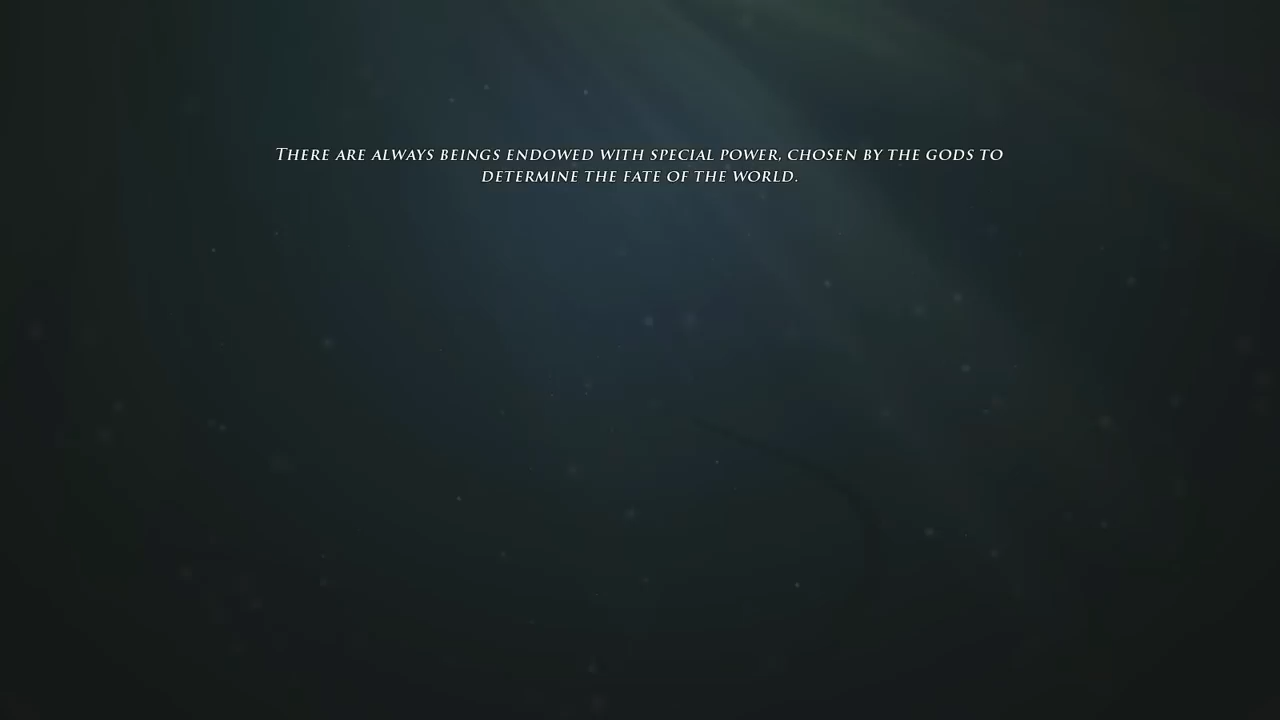 There are always beings endowed with special power, chosen by the gods to
determine the fate of the world.